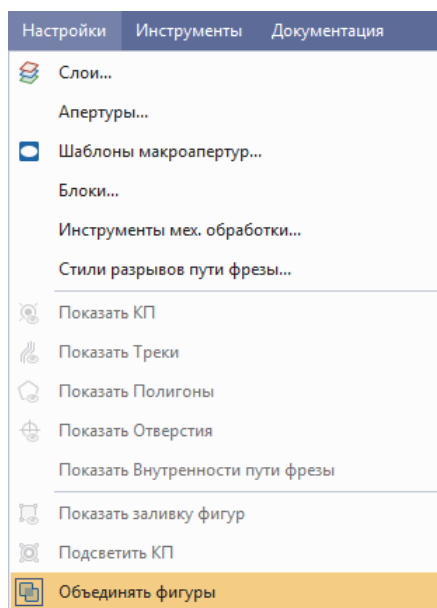 Настройки Инструменты Документация
Слои...
Апертуры...
Шаблоны макроапертур...
Блоки...
Инструменты мех. обработки...
Стили разрывов пути фрезы...
Показать КП
Показать Треки
Показать Полигоны
Показать Отверстия
Показать Внутренности пути фрезы
Показать заливку фигур
Подсветить КП
Объединять фигуры